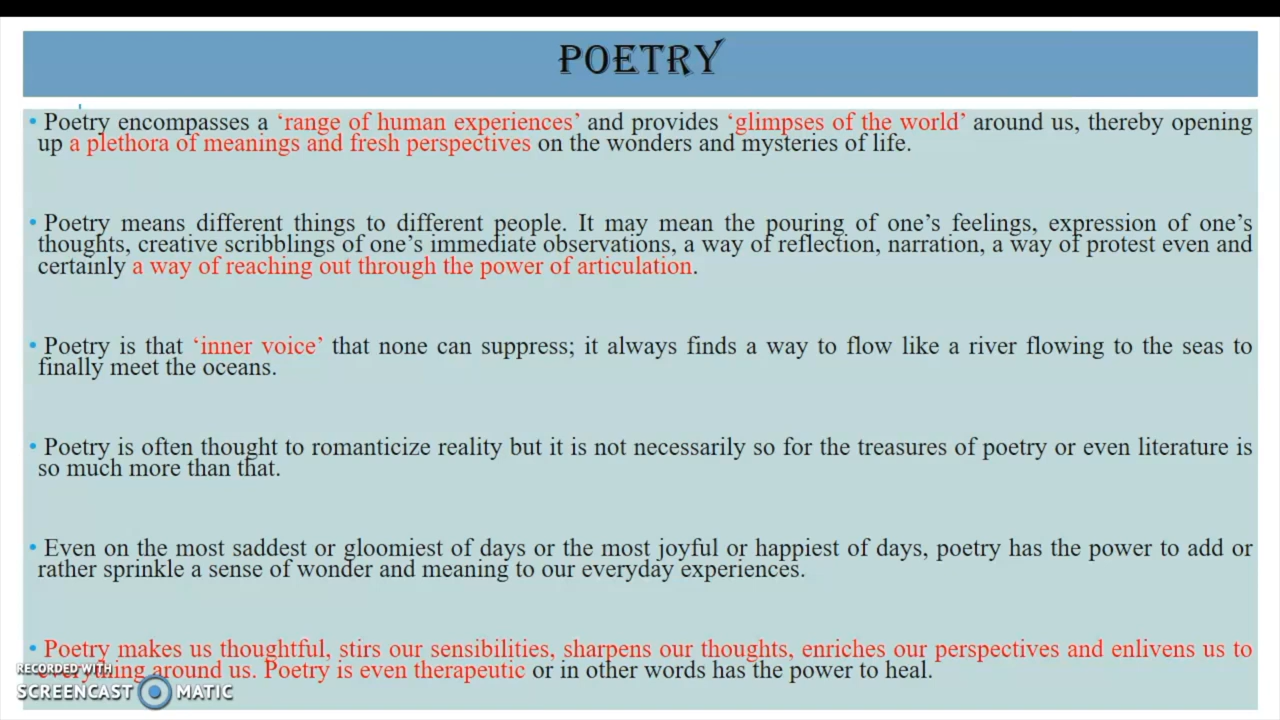 POETRY
• Poetry encompasses a ‘range of human experiences’ and provides ‘glimpses of the world’ around us, thereby opening
up a plethora of meanings and fresh perspectives on the wonders and mysteries of life.
• Poetry means different things to different people. It may mean the pouring of one’s feelings, expression of one’s
thoughts, creative scribblings of one’s immediate observations, a way of reflection, narration, a way of protest even and
certainly a way of reaching out through the power of articulation.
• Poetry is that ‘inner voice’ that none can suppress; it always finds a way to flow like a river flowing to the seas to
finally meet the oceans.
• Poetry is often thought to romanticize reality but it is not necessarily so for the treasures of poetry or even literature is
so much more than that.
• Even on the most saddest or gloomiest of days or the most joyful or happiest of days, poetry has the power to add or
rather sprinkle a sense of wonder and meaning to our everyday experiences.
• Poetry makes us thoughtful, stirs our sensibilities, sharpens our thoughts, enriches our perspectives and enlivens us to
everything around us. Poetry is even therapeutic or in other words has the power to heal.
RECORDED WITH
SCREENCAST MATIC